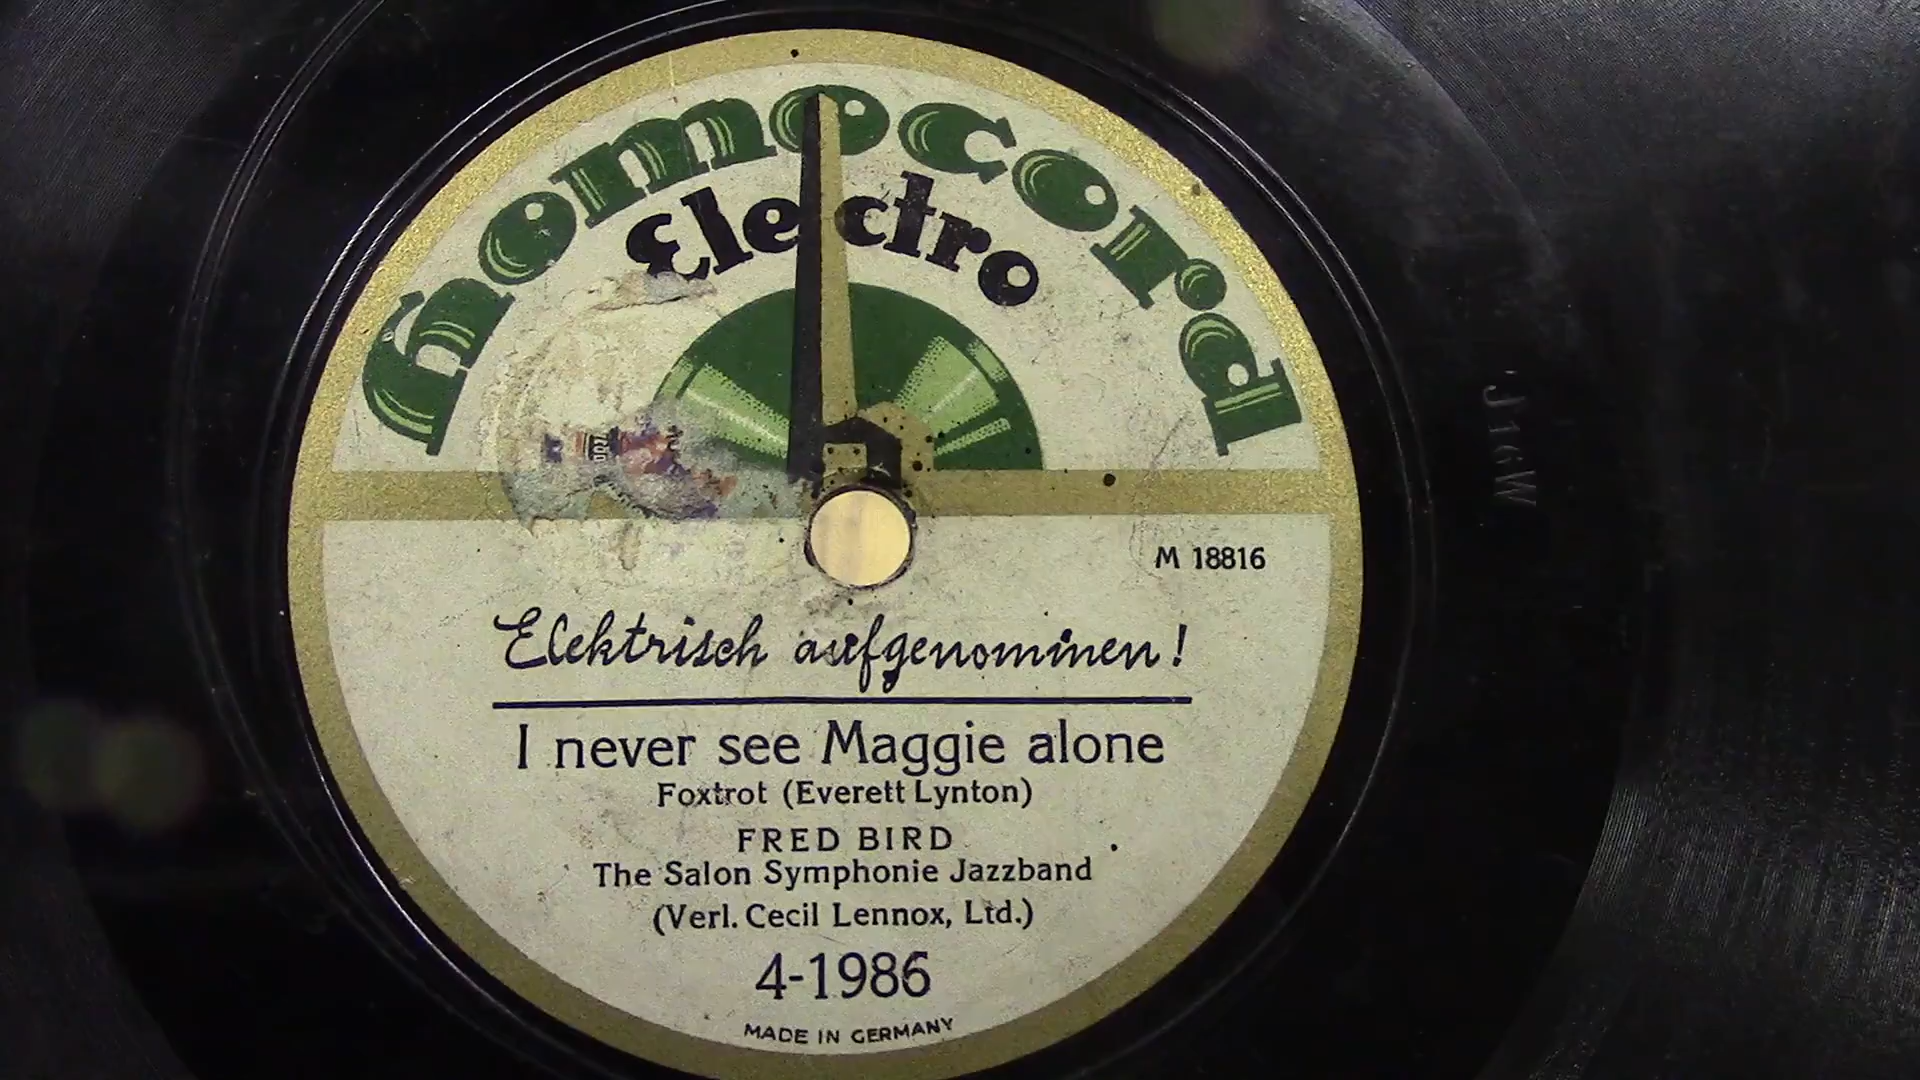 homocord
Electro
M 18816
Elektrisch aufgenommen!
I never see Maggie alone
Foxtrot (Everett Lynton)
FRED BIRD
The Salon Symphonie Jazzband
(Verl. Cecil Lennox, Ltd.)
4-1986
MADE IN GERMANY